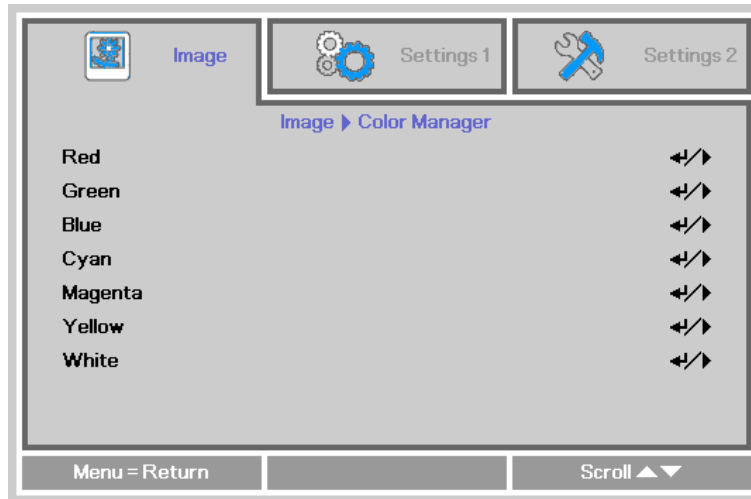 Image
Settings 1
Settings 2
Image ▶ Color Manager
Red ↵/▶
Green ↵/▶
Blue ↵/▶
Cyan ↵/▶
Magenta ↵/▶
Yellow ↵/▶
White ↵/▶
Menu = Return
Scroll ▲▼